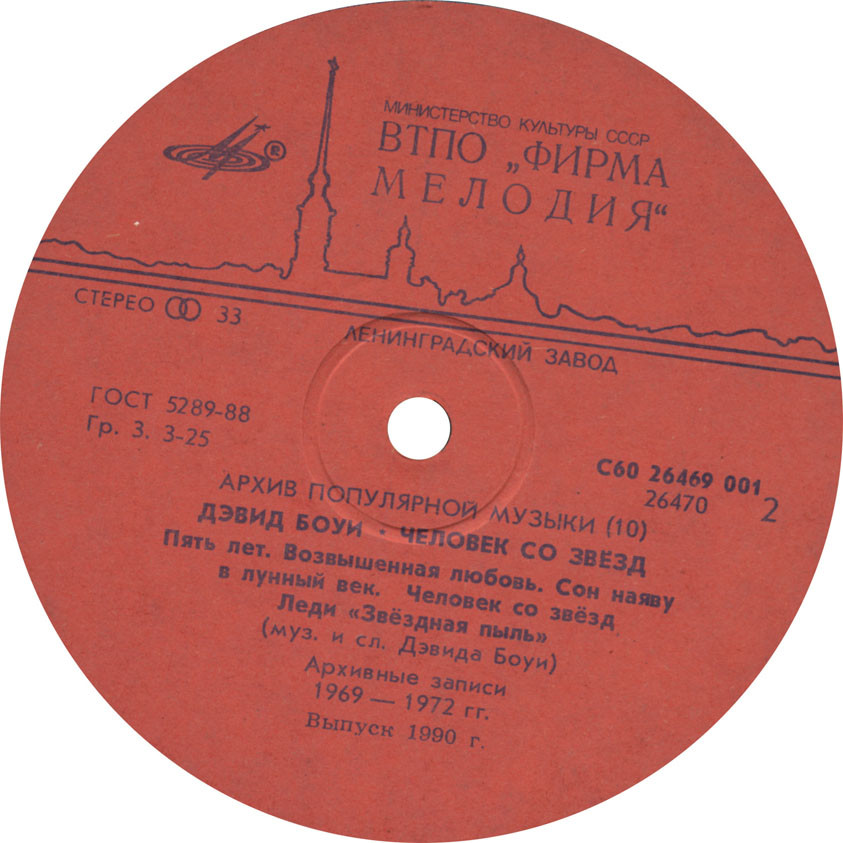 МИНИСТЕРСТВО КУЛЬТУРЫ СССР
ВТПО „ФИРМА
МЕЛОДИЯ“
®
СТЕРЕО 33
ЛЕНИНГРАДСКИЙ ЗАВОД
ГОСТ 5289-88
Гр. 3. 3-25
С60 26469 001
26470
2
АРХИВ ПОПУЛЯРНОЙ МУЗЫКИ (10)
ДЭВИД БОУИ · ЧЕЛОВЕК СО ЗВЁЗД
Пять лет. Возвышенная любовь. Сон наяву
в лунный век. Человек со звёзд
Леди «Звёздная пыль»
(муз. и сл. Дэвида Боуи)
Архивные записи
1969 — 1972 гг.
Выпуск 1990 г.